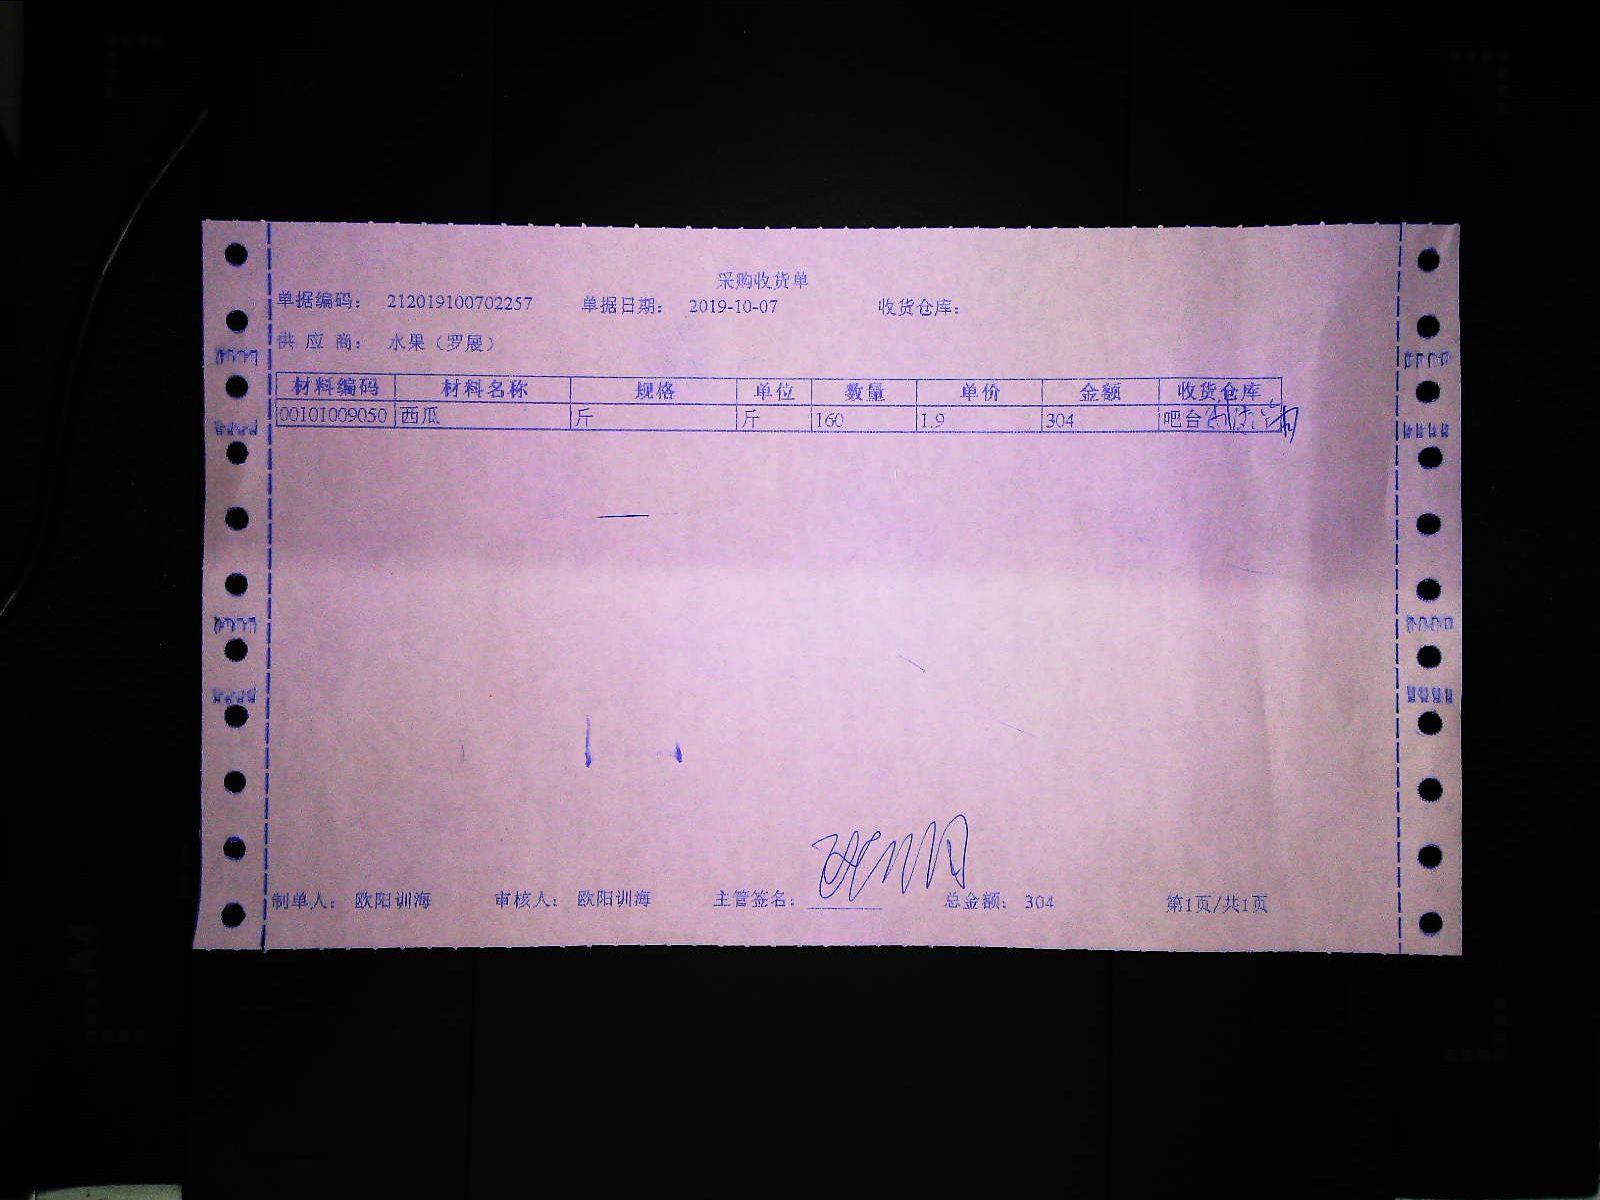 采购收货单
单据编码： 212019100702257 单据日期： 2019-10-07 收货仓库：
供 应 商： 水果（罗晟）
材料编码 材料名称 规格 单位 数量 单价 金额 收货仓库
00101009050 西瓜 斤 斤 160 1.9 304 吧台
制单人： 欧阳训海 审核人： 欧阳训海 主管签名： 总金额： 304 第1页/共1页